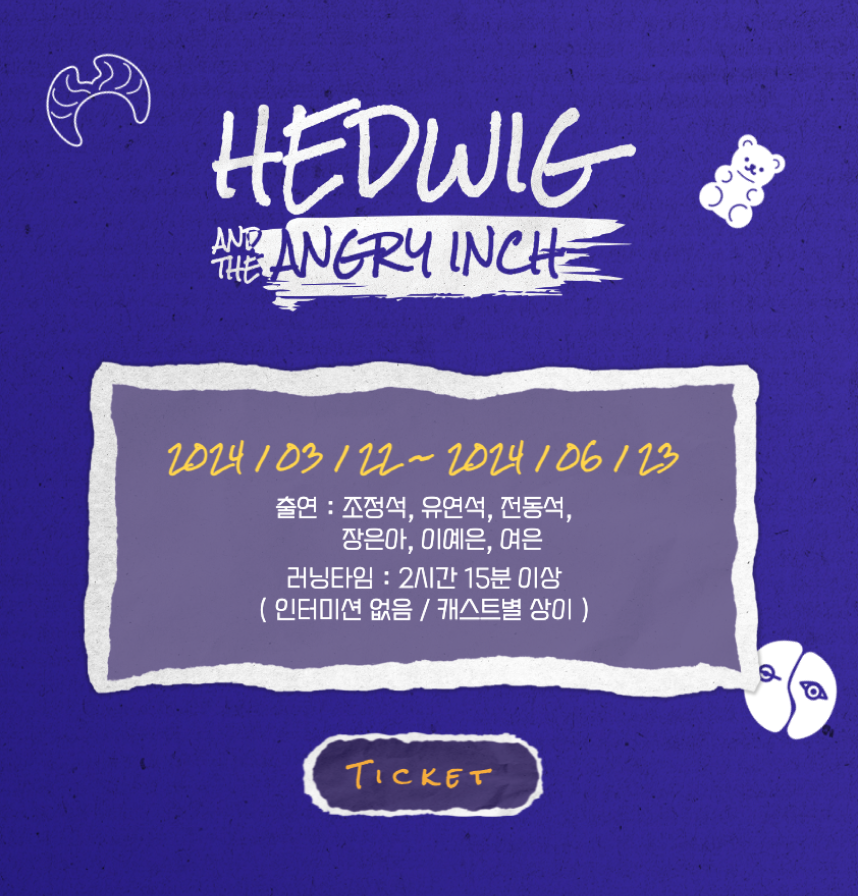 HEDWIG
AND THE ANGRY INCH
2024 / 03 / 22 ~ 2024 / 06 / 23
출연 : 조정석, 유연석, 전동석,
장은아, 이예은, 여은
러닝타임 : 2시간 15분 이상
( 인터미션 없음 / 캐스트별 상이 )
TICKET